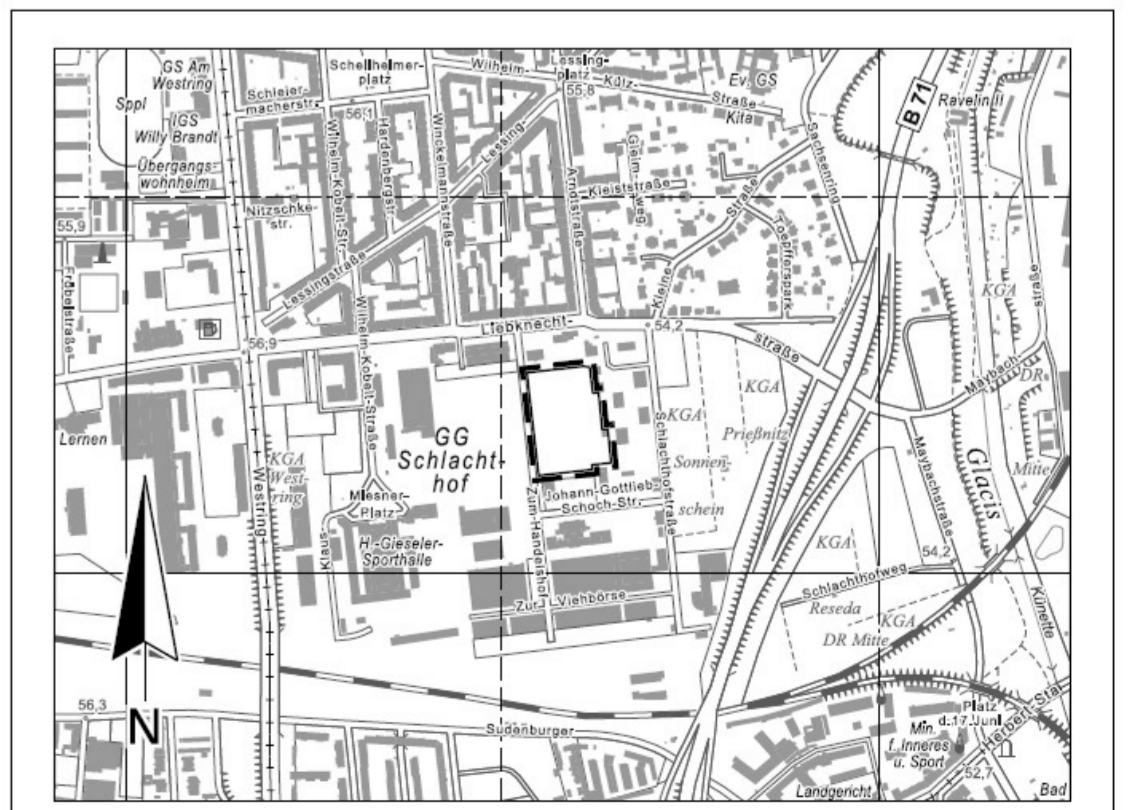 GS Am
Westring
Sppl
IGS
Willy Brandt
Übergangs-
wohnheim
Schellheimer-
platz
Schleier-
macherstr.
56,1
Wilhelm-
Lessing-
platz
55,8
Külz-
Straße
Ev. GS
Kita
B 71
Ravelin II
Sachsenring
Wilhelm-Kobelt-Str.
Hardenbergstr.
Winckelmannstraße
Lessing-
Arndtstraße
Gleim-
weg
Kleiststraße
Straße
Kleine
Toepfferspark
Nitzschke-
str.
55,9
Fröbelstraße
Lessingstraße
KGA
straße
56,9
Wilhelm-Kobelt-Straße
Liebknecht-
54,2
straße
Maybach-
DR
Mitte
Lernen
KGA
West-
ring
Westring
GG
Schlacht-
hof
KGA
KGA
Prießnitz
Sonnen-
schein
Schlachthofstraße
Maybachstraße
Glacis
Miesner-
Platz
Klaus-
H.-Gieseler-
Sporthalle
Johann-Gottlieb-
Schoch-Str.
Zum Handelshof
Zur Viehbörse
KGA
54,2
Schlachthofweg
Reseda
KGA
DR Mitte
Künette
56,3
N
Sudenburger
Platz
d.17.Juni
Min.
f. Inneres
u. Sport
Herbert-Stal
52,7
Landgericht
Bad